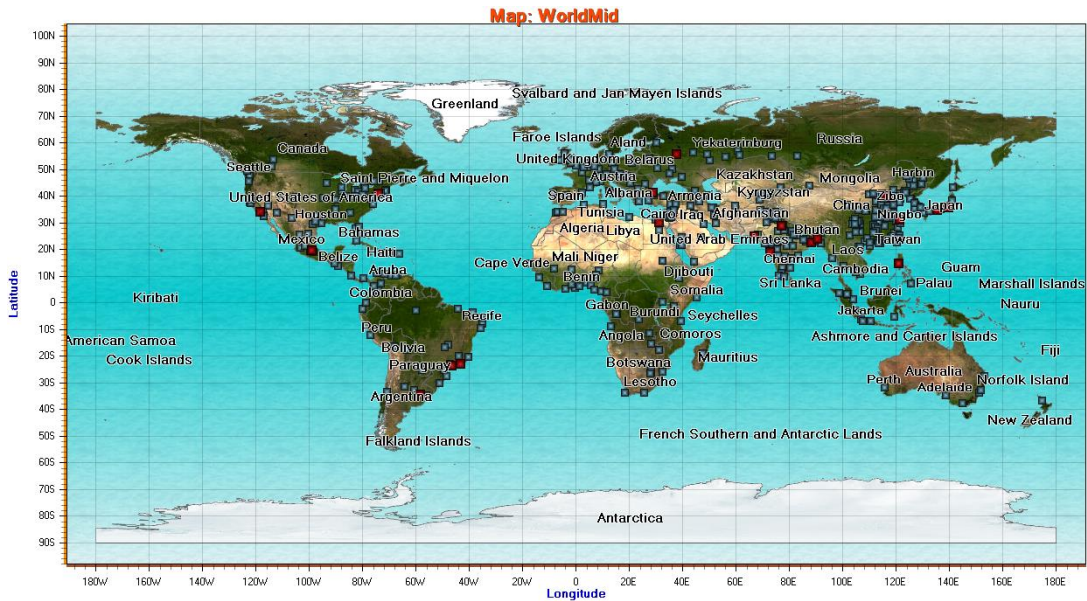 Map: WorldMid
100N
90N
80N
70N
60N
50N
40N
30N
20N
10N
0
10S
20S
30S
40S
50S
60S
70S
80S
90S
Latitude
Svalbard and Jan Mayen Islands
Greenland
Faroe Islands
Aland
Yekaterinburg
Russia
Canada
United Kingdom
Belarus
Seattle
Saint Pierre and Miquelon
Austria
Kazakhstan
Mongolia
Harbin
United States of America
Spain
Albania
Armenia
Kyrgyzstan
Zibo
Houston
Tunisia
Cairo
Iraq
Afghanistan
China
Ningbo
Japan
Bahamas
Algeria
Libya
Bhutan
Mexico
United Arab Emirates
Taiwan
Haiti
Belize
Cape Verde
Mali
Niger
Chennai
Laos
Aruba
Benin
Djibouti
Cambodia
Guam
Colombia
Somalia
Sri Lanka
Brunei
Palau
Marshall Islands
Kiribati
Gabon
Nauru
Recife
Burundi
Seychelles
Jakarta
Peru
Angola
Comoros
Ashmore and Cartier Islands
American Samoa
Bolivia
Cook Islands
Mauritius
Fiji
Paraguay
Botswana
Australia
Lesotho
Perth
Adelaide
Norfolk Island
Argentina
New Zealand
Falkland Islands
French Southern and Antarctic Lands
Antarctica
180W 160W 140W 120W 100W 80W 60W 40W 20W 0 20E 40E 60E 80E 100E 120E 140E 160E 180E
Longitude